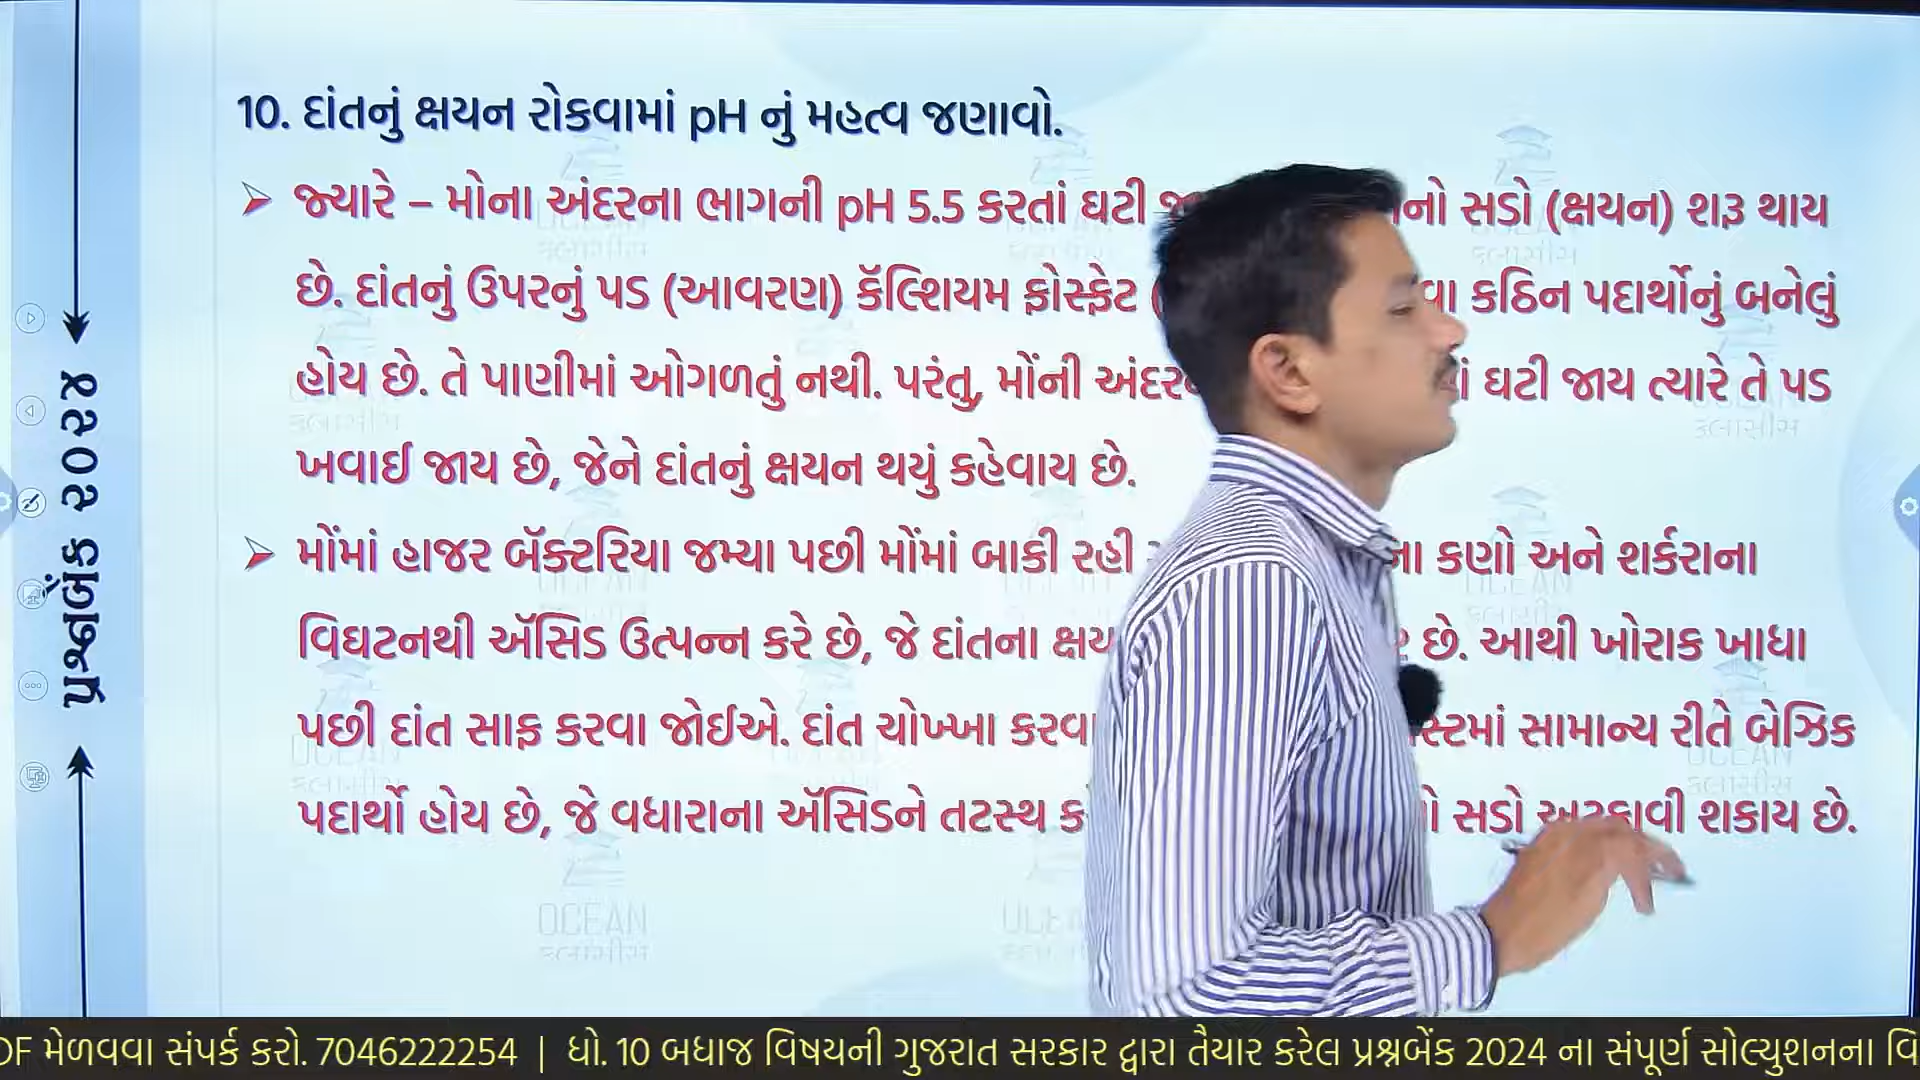 10. દાંતનું ક્ષયન રોકવામાં pH નું મહત્વ જણાવો.
➢ જ્યારે – મોના અંદરના ભાગની pH 5.5 કરતાં ઘટી સડો (ક્ષયન) શરૂ થાય
છે. દાંતનું ઉપરનું પડ (આવરણ) કૅલ્શિયમ ફોસ્ફેટ કઠિન પદાર્થોનું બનેલું
હોય છે. તે પાણીમાં ઓગળતું નથી. પરંતુ, મોંની ઘટી જાય ત્યારે તે પડ
ખવાઈ જાય છે, જેને દાંતનું ક્ષયન થયું કહેવાય છે.
➢ મોંમાં હાજર બૅક્ટરિયા જમ્યા પછી મોંમાં બાકી રહી કણો અને શર્કરાના
વિઘટનથી ઍસિડ ઉત્પન્ન કરે છે, જે દાંતના છે. આથી ખોરાક ખાધા
પછી દાંત સાફ કરવા જોઈએ. દાંત ચોખ્ખા સામાન્ય રીતે બેઝિક
પદાર્થો હોય છે, જે વધારાના ઍસિડને તટસ્થ સડો અટકાવી શકાય છે.
પ્રશ્નબેંક ૨૦૨૪
OCEAN
ક્લાસીસ
DF મેળવવા સંપર્ક કરો. 7046222254 | ધો. 10 બધાજ વિષયની ગુજરાત સરકાર દ્વારા તૈયાર કરેલ પ્રશ્નબેંક 2024 ના સંપૂર્ણ સોલ્યુશનના વિ